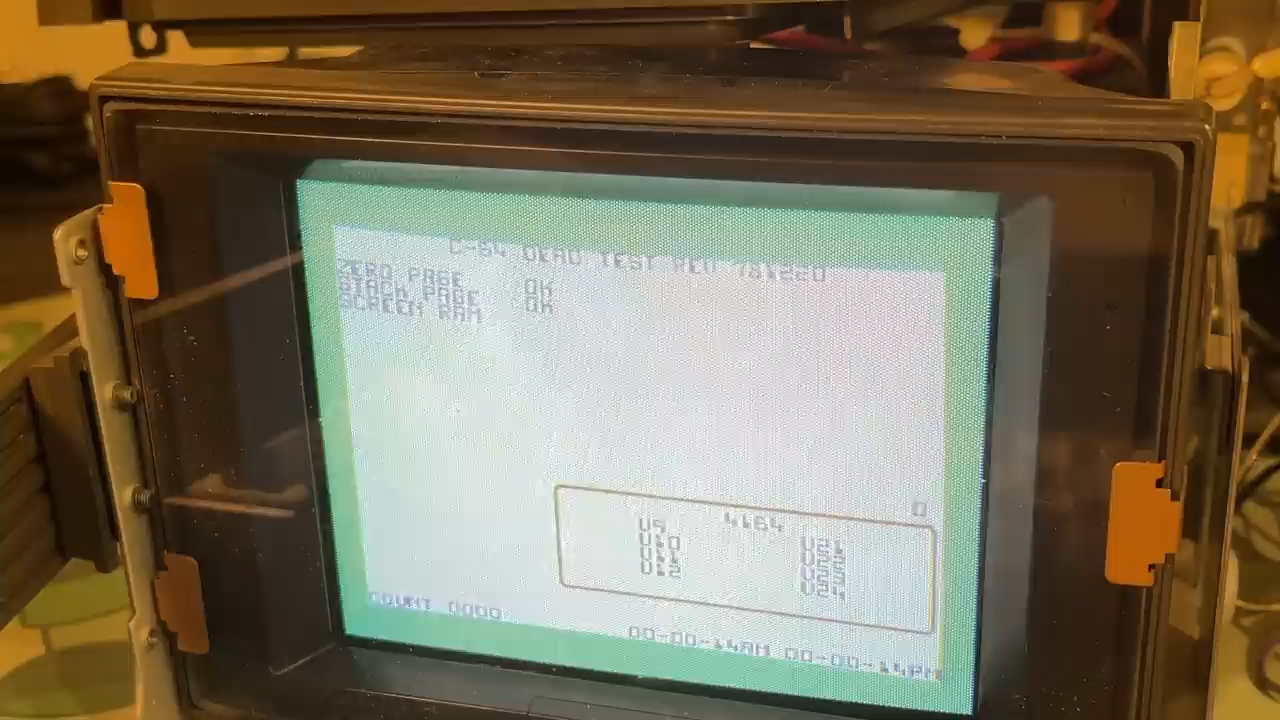 C-64 DEAD TEST REV 781220
ZERO PAGE OK
STACK PAGE OK
SCREEN RAM
0
4164
U9 U21
U10 U22
U11 U23
U12 U24
COUNT 0000
00-00-14AM 00-00-14PM